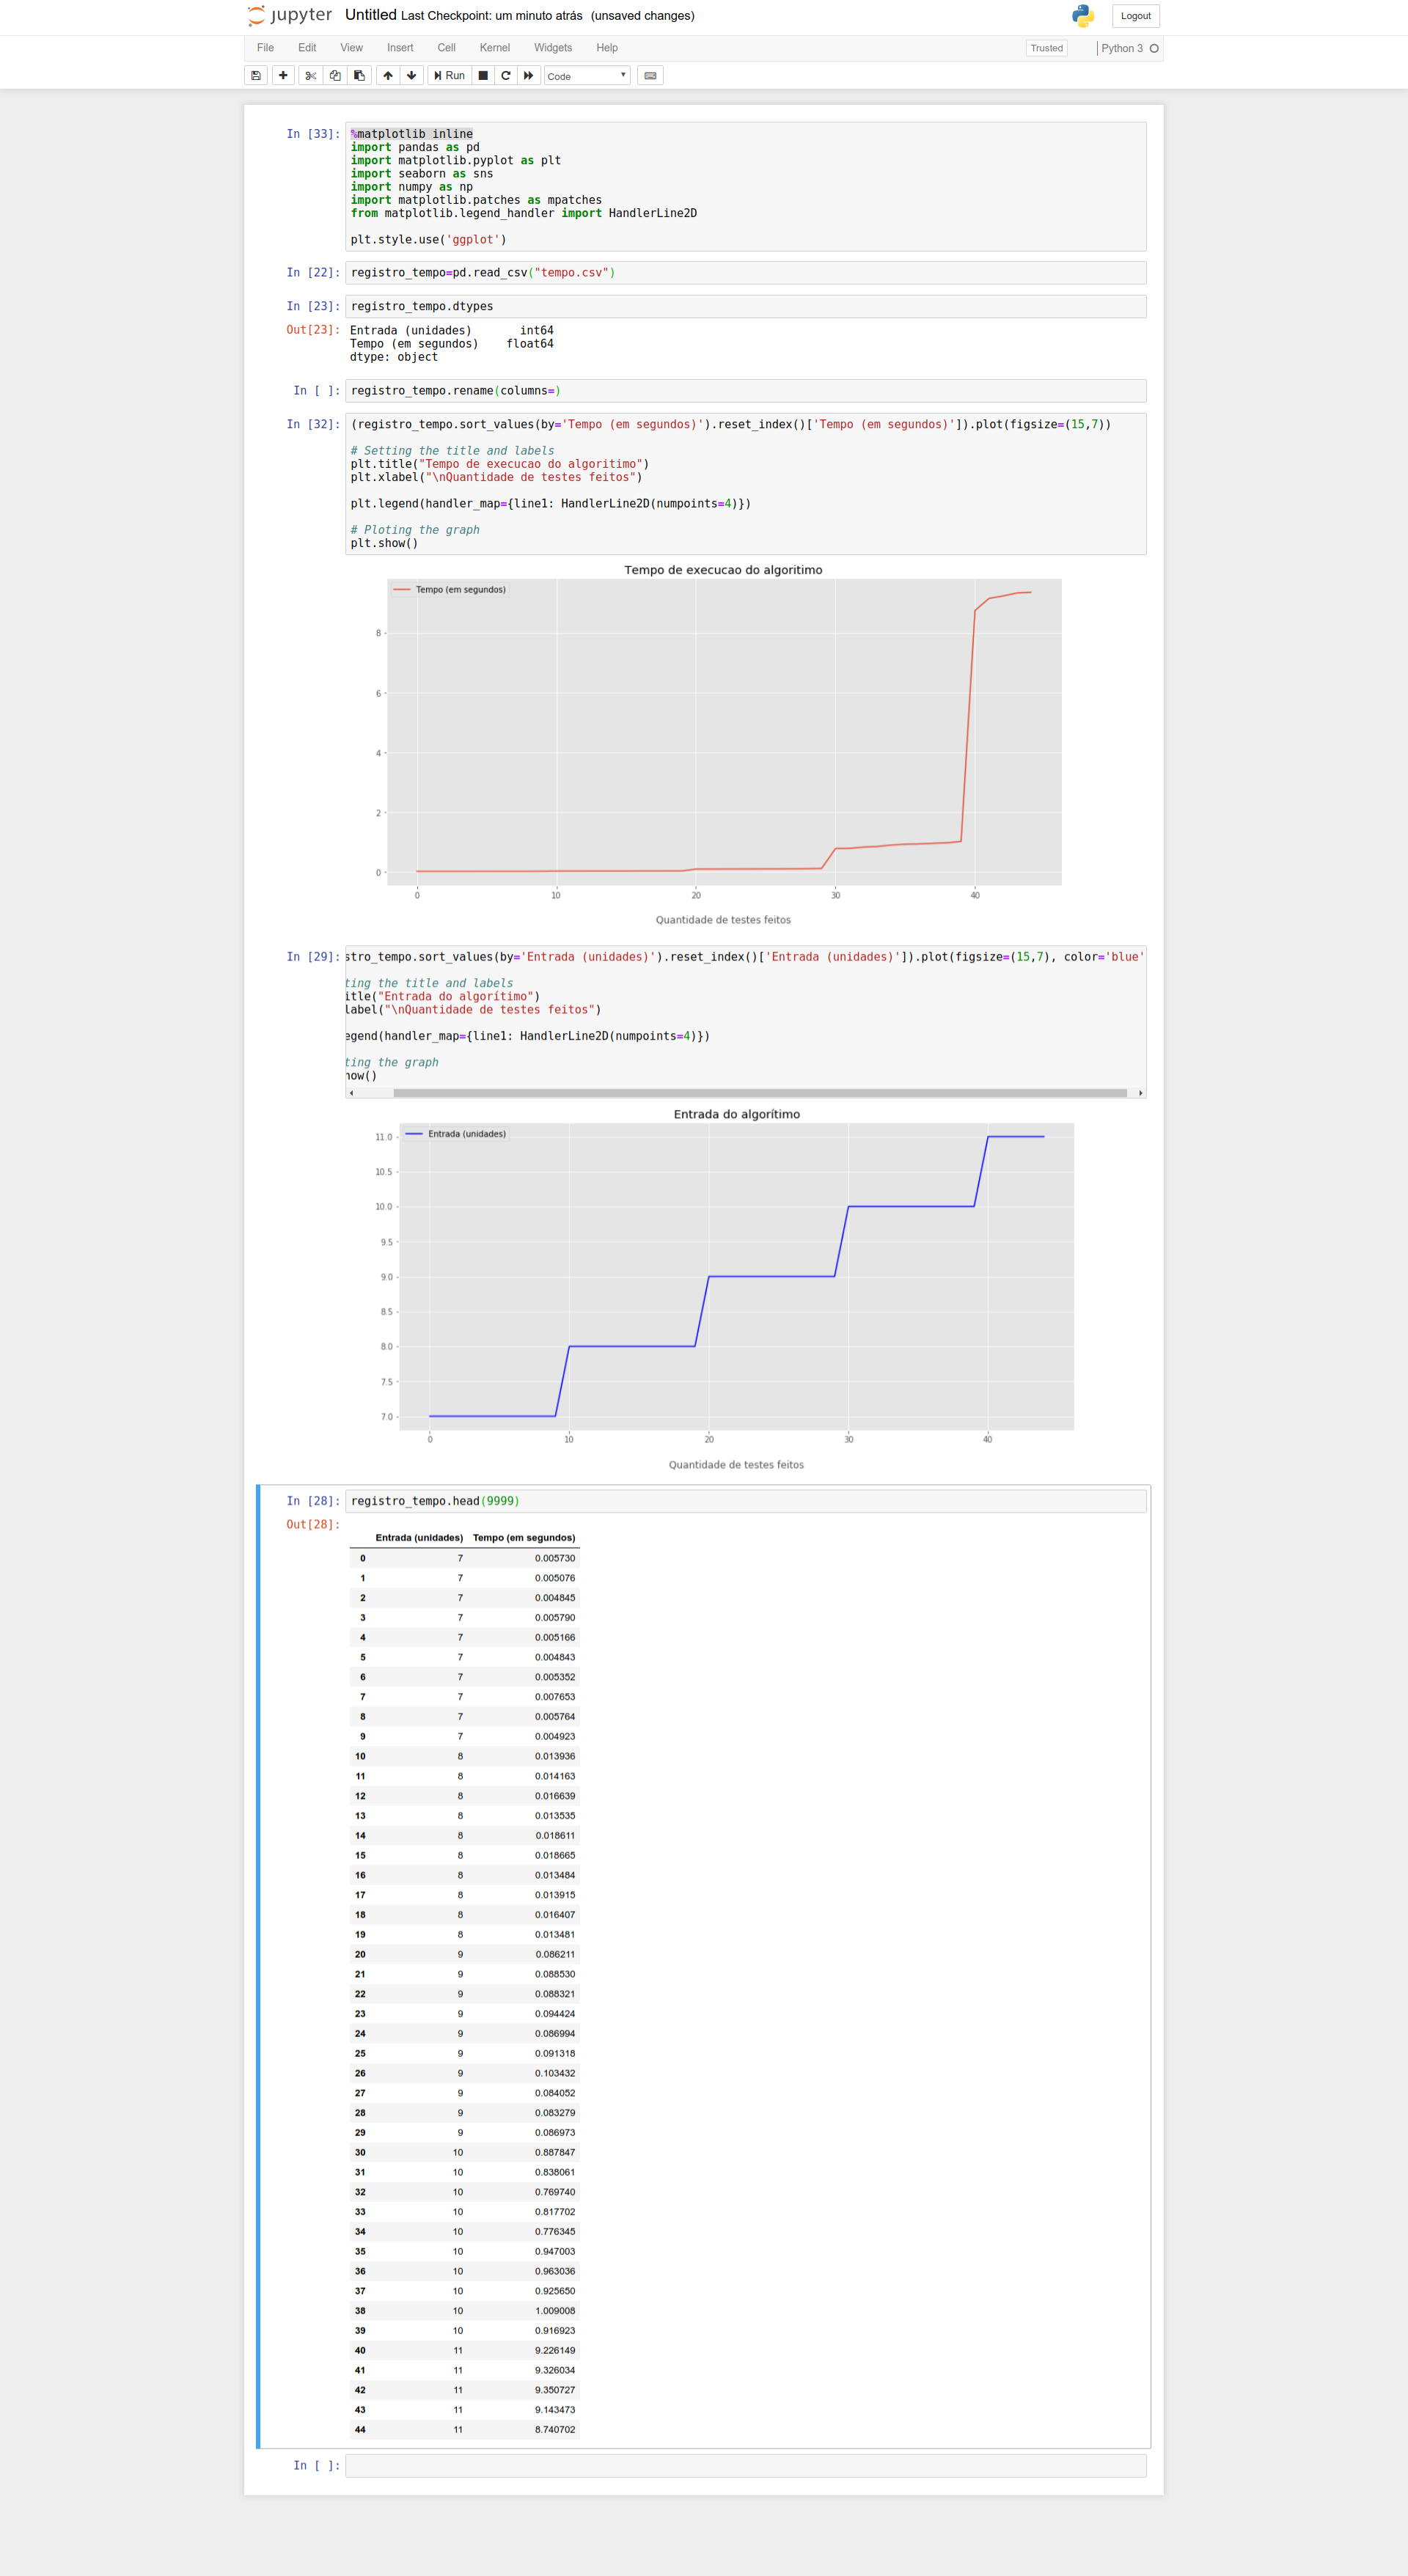 jupyter Untitled Last Checkpoint: um minuto atrás (unsaved changes)
Logout
File Edit View Insert Cell Kernel Widgets Help
Trusted Python 3
Run Code
In [33]: %matplotlib inline
import pandas as pd
import matplotlib.pyplot as plt
import seaborn as sns
import numpy as np
import matplotlib.patches as mpatches
from matplotlib.legend_handler import HandlerLine2D
plt.style.use('ggplot')
In [22]: registro_tempo=pd.read_csv("tempo.csv")
In [23]: registro_tempo.dtypes
Out[23]: Entrada (unidades) int64
Tempo (em segundos) float64
dtype: object
In [ ]: registro_tempo.rename(columns=)
In [32]: (registro_tempo.sort_values(by='Tempo (em segundos)').reset_index()['Tempo (em segundos)']).plot(figsize=(15,7))
# Setting the title and labels
plt.title("Tempo de execucao do algoritimo")
plt.xlabel("\nQuantidade de testes feitos")
plt.legend(handler_map={line1: HandlerLine2D(numpoints=4)})
# Ploting the graph
plt.show()
Tempo de execucao do algoritimo
Tempo (em segundos)
8
6
4
2
0
0 10 20 30 40
Quantidade de testes feitos
In [29]: stro_tempo.sort_values(by='Entrada (unidades)').reset_index()['Entrada (unidades)']).plot(figsize=(15,7), color='blue'
ting the title and labels
itle("Entrada do algorítimo")
label("\nQuantidade de testes feitos")
egend(handler_map={line1: HandlerLine2D(numpoints=4)})
ting the graph
how()
Entrada do algorítimo
Entrada (unidades)
11.0
10.5
10.0
9.5
9.0
8.5
8.0
7.5
7.0
0 10 20 30 40
Quantidade de testes feitos
In [28]: registro_tempo.head(9999)
Out[28]:
Entrada (unidades) Tempo (em segundos)
0 7 0.005730
1 7 0.005076
2 7 0.004845
3 7 0.005790
4 7 0.005166
5 7 0.004843
6 7 0.005352
7 7 0.007653
8 7 0.005764
9 7 0.004923
10 8 0.013936
11 8 0.014163
12 8 0.016639
13 8 0.013535
14 8 0.018611
15 8 0.018665
16 8 0.013484
17 8 0.013915
18 8 0.016407
19 8 0.013481
20 9 0.086211
21 9 0.088530
22 9 0.088321
23 9 0.094424
24 9 0.086994
25 9 0.091318
26 9 0.103432
27 9 0.084052
28 9 0.083279
29 9 0.086973
30 10 0.887847
31 10 0.838061
32 10 0.769740
33 10 0.817702
34 10 0.776345
35 10 0.947003
36 10 0.963036
37 10 0.925650
38 10 1.009008
39 10 0.916923
40 11 9.226149
41 11 9.326034
42 11 9.350727
43 11 9.143473
44 11 8.740702
In [ ]: